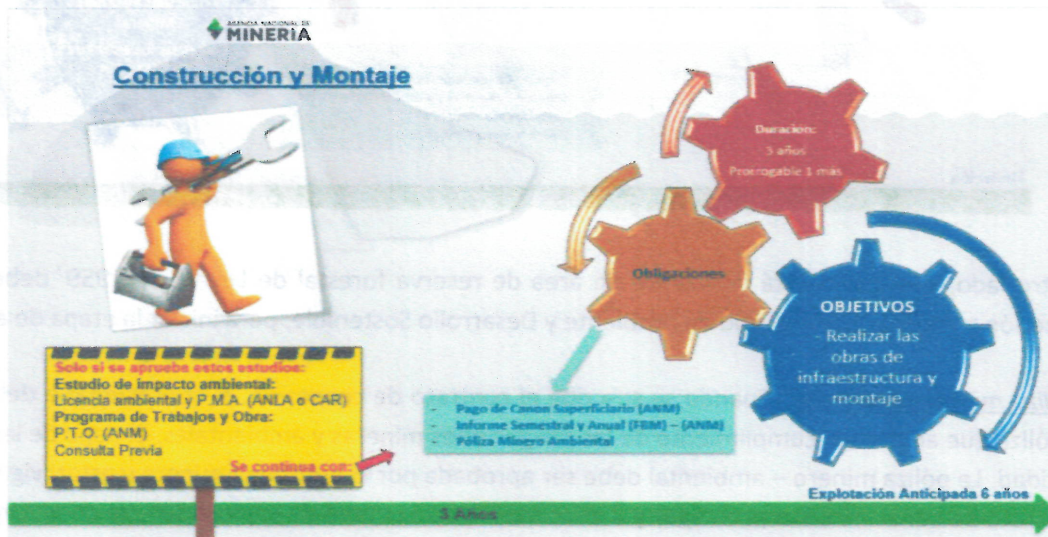 AGENCIA NACIONAL DE
MINERÍA
Construcción y Montaje
Duración:
3 años
Prorrogable 1 más
Obligaciones
OBJETIVOS
- Realizar las
obras de
infraestructura y
montaje
Solo si se aprueba estos estudios:
Estudio de impacto ambiental:
Licencia ambiental y P.M.A. (ANLA o CAR)
Programa de Trabajos y Obra:
P.T.O. (ANM)
Consulta Previa
Se continua con:
- Pago de Canon Superficiario (ANM)
- Informe Semestral y Anual (FBM) – (ANM)
- Póliza Minero Ambiental
Explotación Anticipada 6 años
3 Años